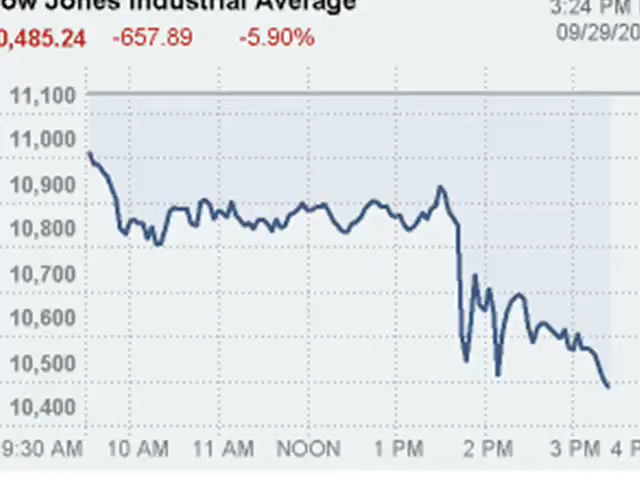 ow Jones Industrial Average 3:24 PM
0,485.24 -657.89 -5.90% 09/29/20
11,100
11,000
10,900
10,800
10,700
10,600
10,500
10,400
9:30 AM 10 AM 11 AM NOON 1 PM 2 PM 3 PM 4 P